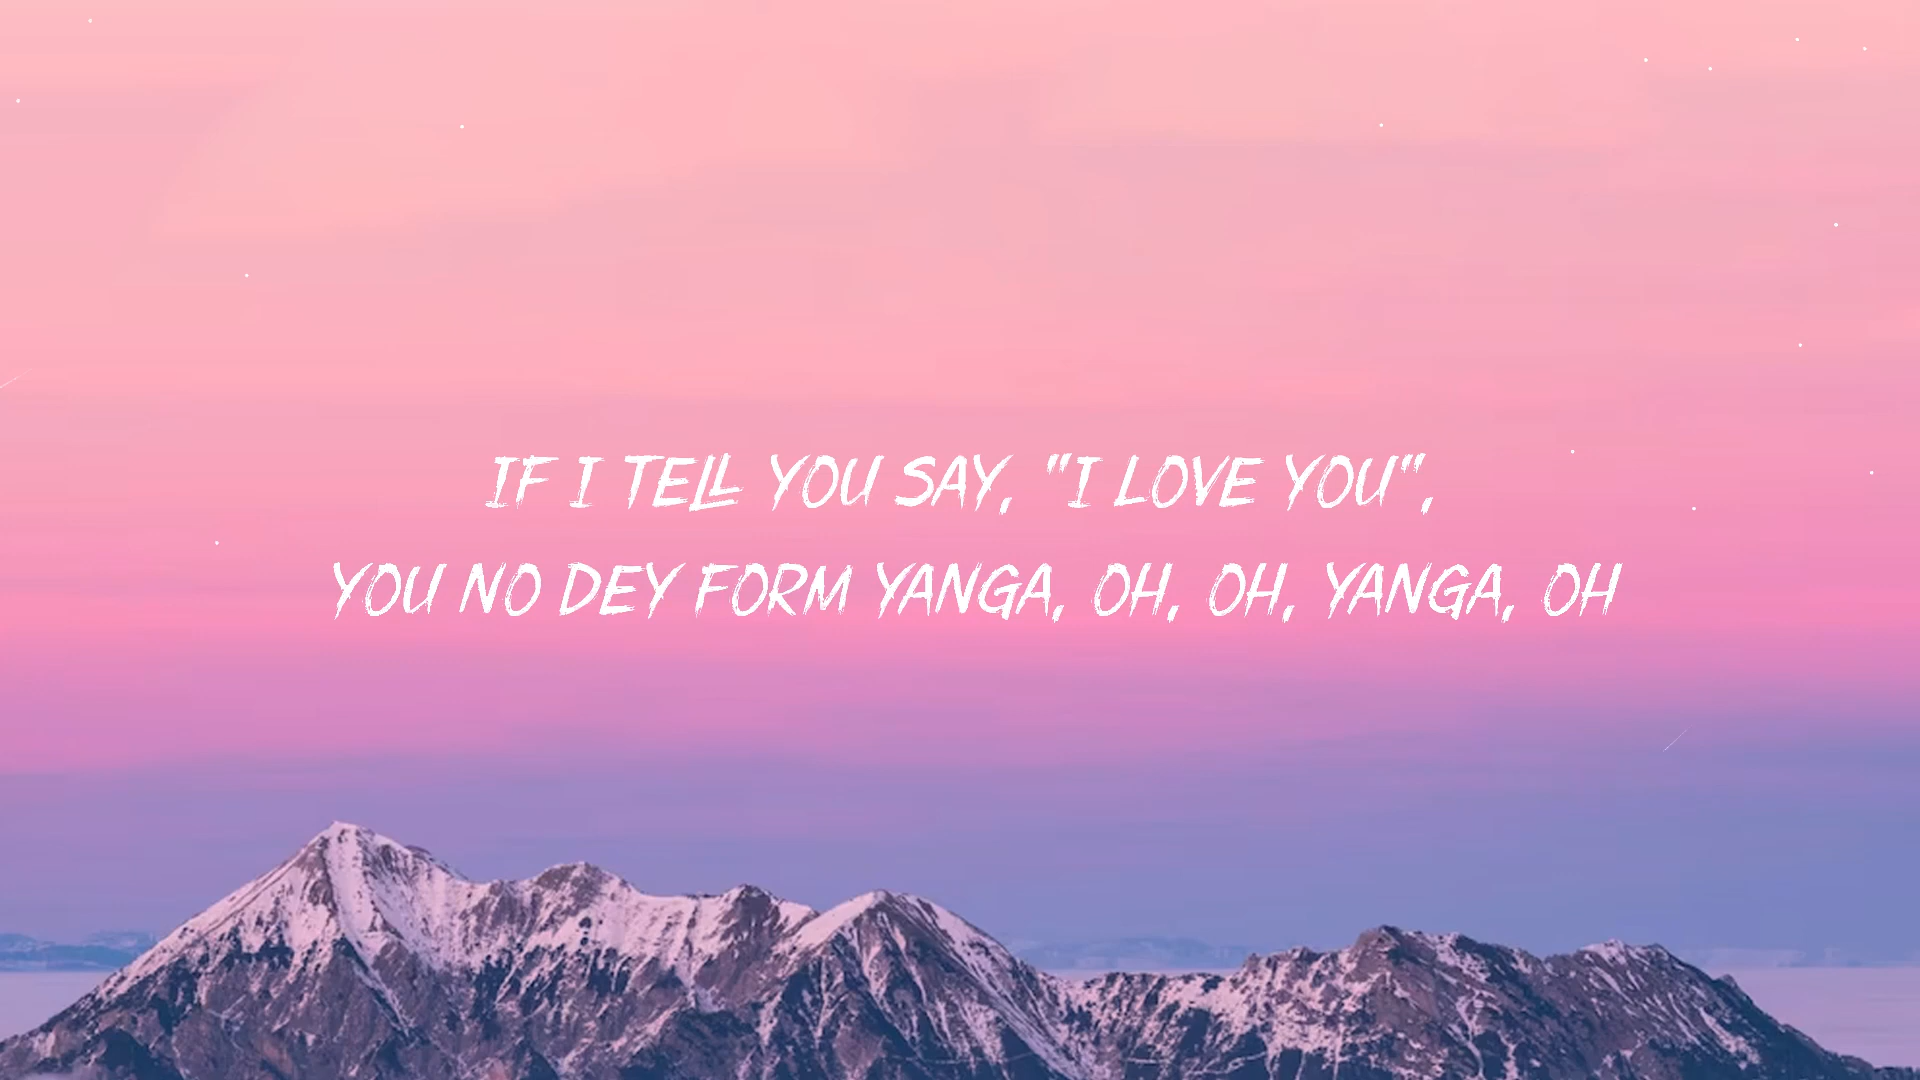 IF I TELL YOU SAY, "I LOVE YOU",
YOU NO DEY FORM YANGA, OH, OH, YANGA, OH